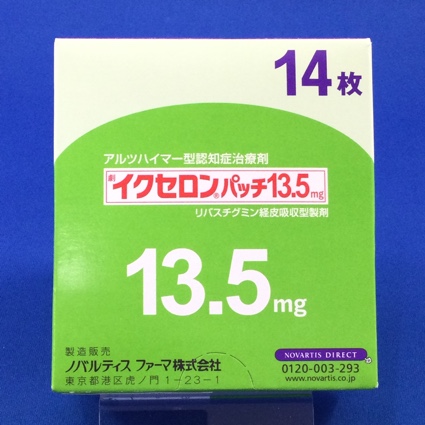 14枚
アルツハイマー型認知症治療剤
劇 イクセロン®パッチ13.5mg
リバスチグミン経皮吸収型製剤
13.5mg
製造販売
ノバルティス ファーマ株式会社
東京都港区虎ノ門1-23-1
NOVARTIS DIRECT
0120-003-293
www.novartis.co.jp